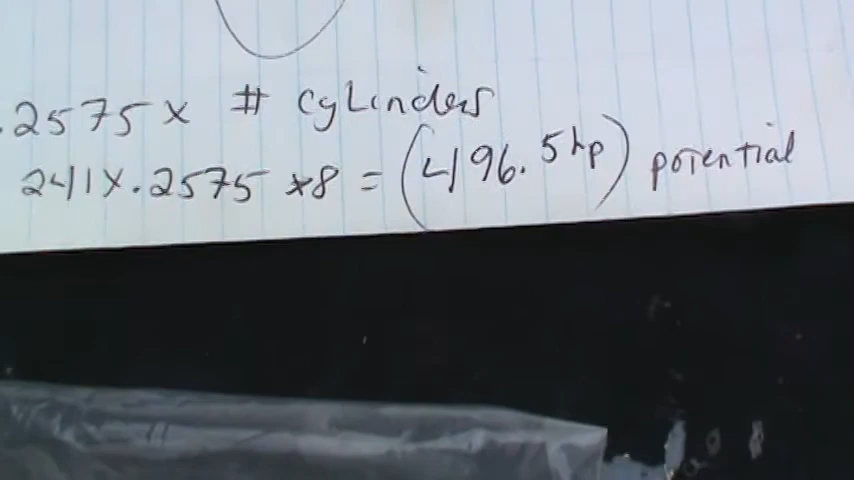 .2575 x # cylinders
241 x .2575 x 8 = (496.5hp) potential